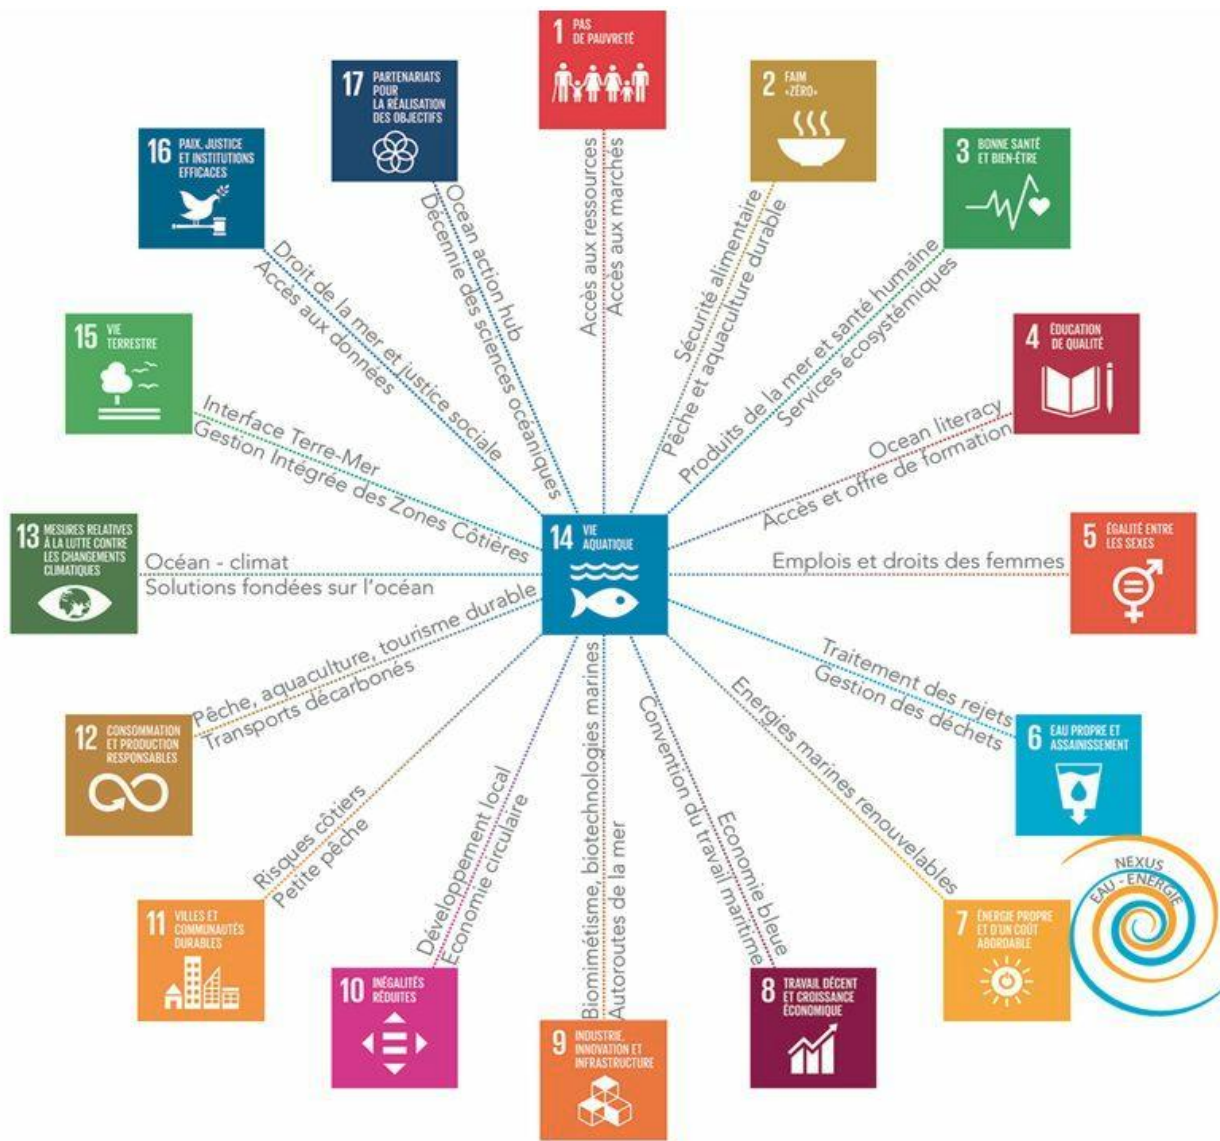 1 PAS
DE PAUVRETÉ
2 FAIM
«ZÉRO»
3 BONNE SANTÉ
ET BIEN-ÊTRE
4 ÉDUCATION
DE QUALITÉ
5 ÉGALITÉ ENTRE
LES SEXES
6 EAU PROPRE ET
ASSAINISSEMENT
NEXUS
EAU - ENERGIE
7 ÉNERGIE PROPRE
ET D'UN COÛT
ABORDABLE
8 TRAVAIL DÉCENT
ET CROISSANCE
ÉCONOMIQUE
9 INDUSTRIE,
INNOVATION ET
INFRASTRUCTURE
10 INÉGALITÉS
RÉDUITES
11 VILLES ET
COMMUNAUTÉS
DURABLES
12 CONSOMMATION
ET PRODUCTION
RESPONSABLES
13 MESURES RELATIVES
À LA LUTTE CONTRE
LES CHANGEMENTS
CLIMATIQUES
15 VIE
TERRESTRE
16 PAIX, JUSTICE
ET INSTITUTIONS
EFFICACES
17 PARTENARIATS
POUR
LA RÉALISATION
DES OBJECTIFS
14 VIE
AQUATIQUE
Accès aux ressources
Accès aux marchés
Sécurité alimentaire
Pêche et aquaculture durable
Produits de la mer et santé humaine
Services écosystémiques
Ocean literacy
Accès et offre de formation
Emplois et droits des femmes
Traitement des rejets
Gestion des déchets
Energies marines renouvelables
Economie bleue
Convention du travail maritime
Biomimétisme, biotechnologies marines
Autoroutes de la mer
Développement local
Economie circulaire
Risques côtiers
Petite pêche
Pêche, aquaculture, tourisme durable
Transports décarbonés
Océan - climat
Solutions fondées sur l'océan
Interface Terre-Mer
Gestion Intégrée des Zones Côtières
Droit de la mer et justice sociale
Accès aux données
Ocean action hub
Décennie des sciences océaniques